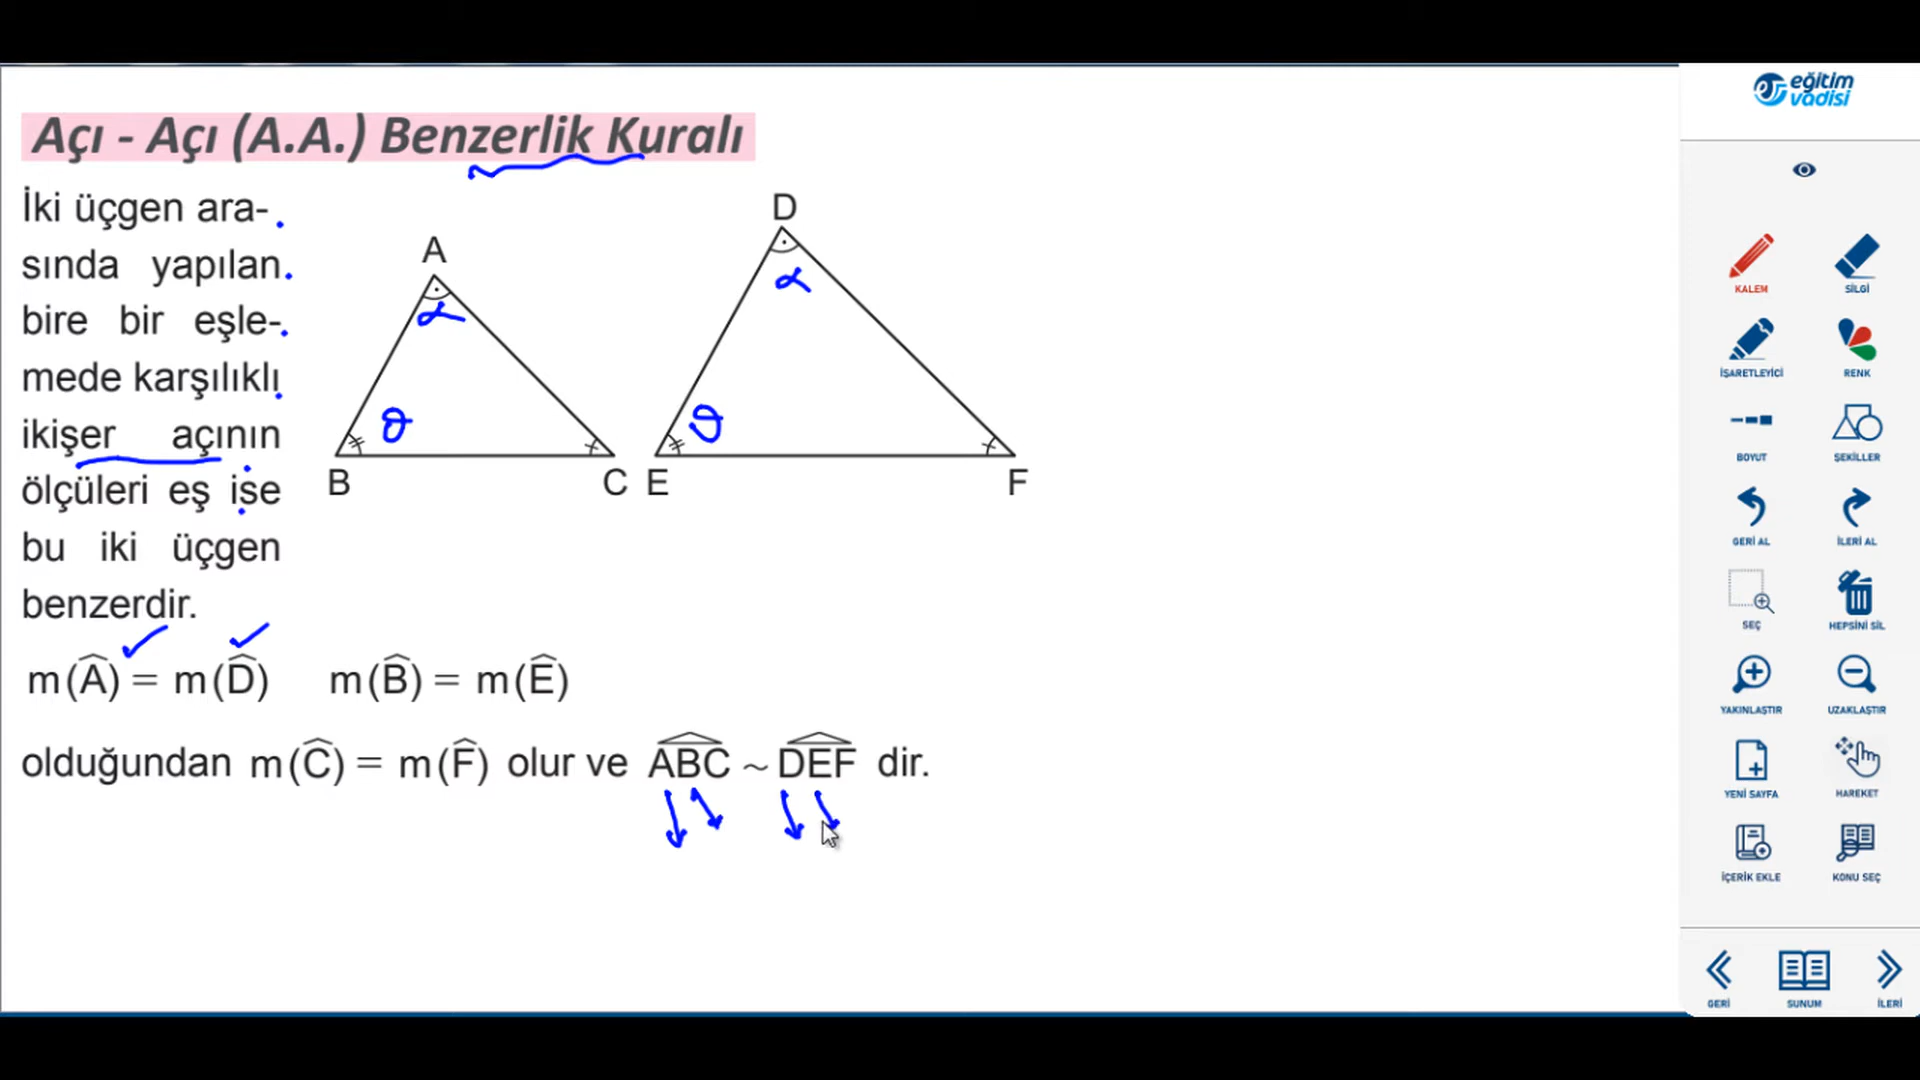 eğitim
vadisi
Açı - Açı (A.A.) Benzerlik Kuralı
İki üçgen ara-
sında yapılan
bire bir eşle-
mede karşılıklı
ikişer açının
ölçüleri eş ise
bu iki üçgen
benzerdir.
A
α
θ
B
C
D
α
θ
E
F
m(Â) = m(D̂) m(B̂) = m(Ê)
olduğundan m(Ĉ) = m(F̂) olur ve ABC ~ DEF dir.
KALEM
SİLGİ
İŞARETLEYİCİ
RENK
BOYUT
ŞEKİLLER
GERİ AL
İLERİ AL
SEÇ
HEPSİNİ SİL
YAKINLAŞTIR
UZAKLAŞTIR
YENİ SAYFA
HAREKET
İÇERİK EKLE
KONU SEÇ
GERİ
SUNUM
İLERİ